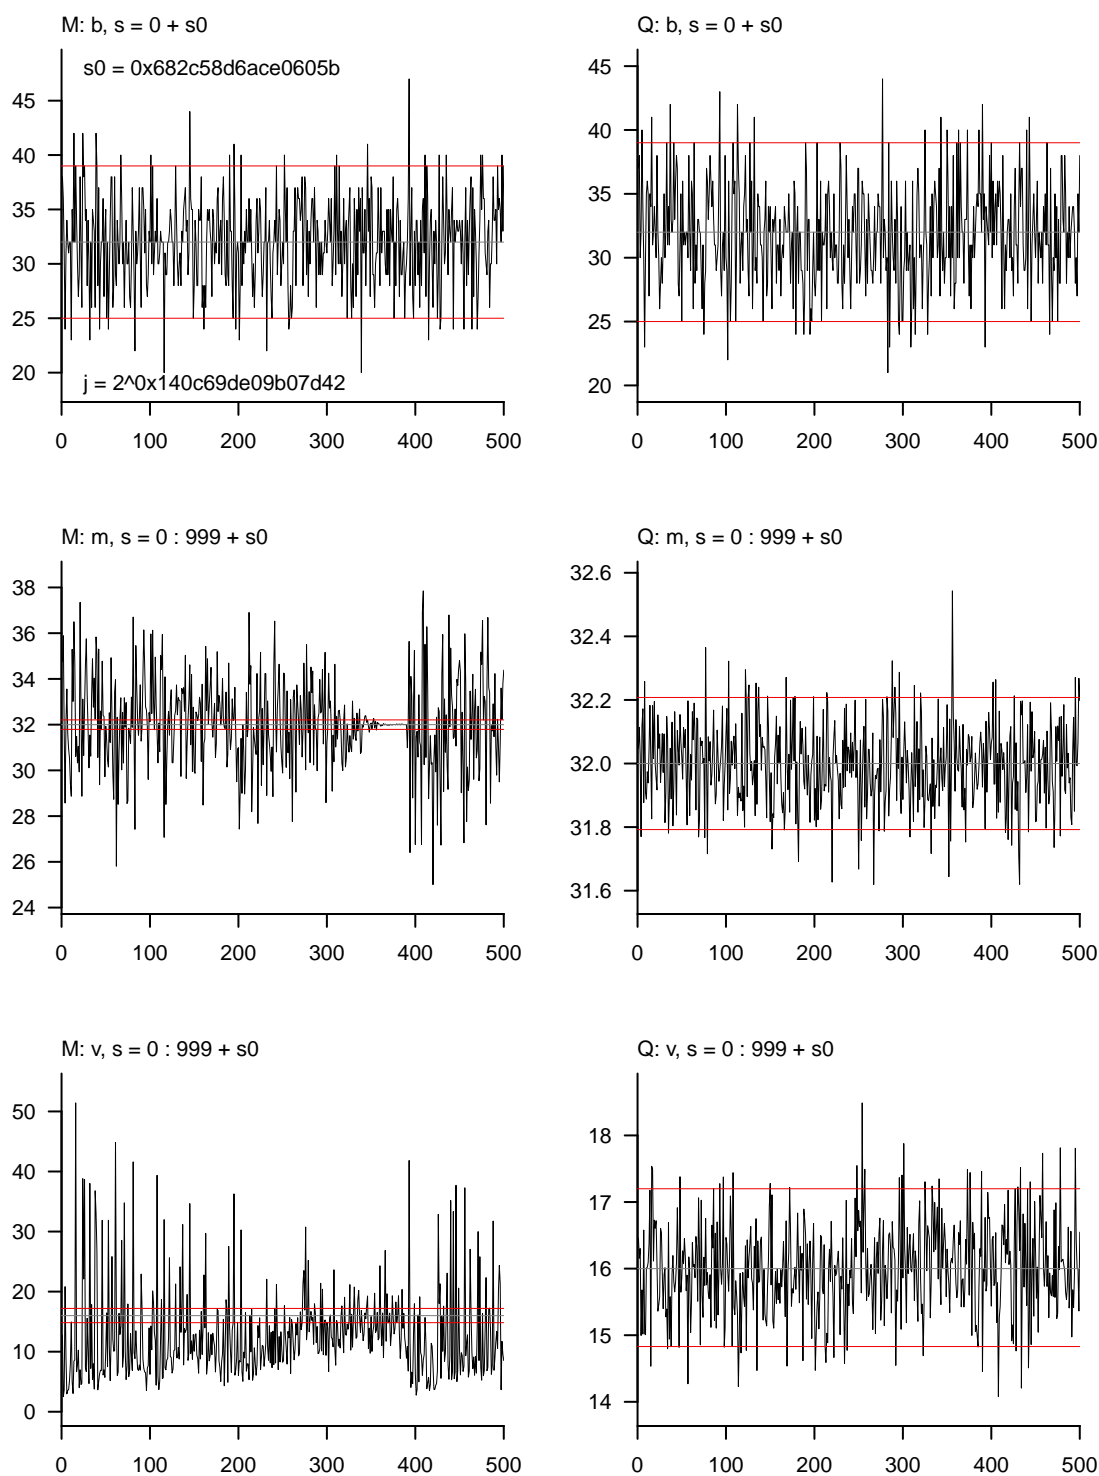 M: b, s = 0 + s0
s0 = 0x682c58d6ace0605b
45
40
35
30
25
20
j = 2^0x140c69de09b07d42
0 100 200 300 400 500
Q: b, s = 0 + s0
45
40
35
30
25
20
0 100 200 300 400 500
M: m, s = 0 : 999 + s0
38
36
34
32
30
28
26
24
0 100 200 300 400 500
Q: m, s = 0 : 999 + s0
32.6
32.4
32.2
32.0
31.8
31.6
0 100 200 300 400 500
M: v, s = 0 : 999 + s0
50
40
30
20
10
0
0 100 200 300 400 500
Q: v, s = 0 : 999 + s0
18
17
16
15
14
0 100 200 300 400 500